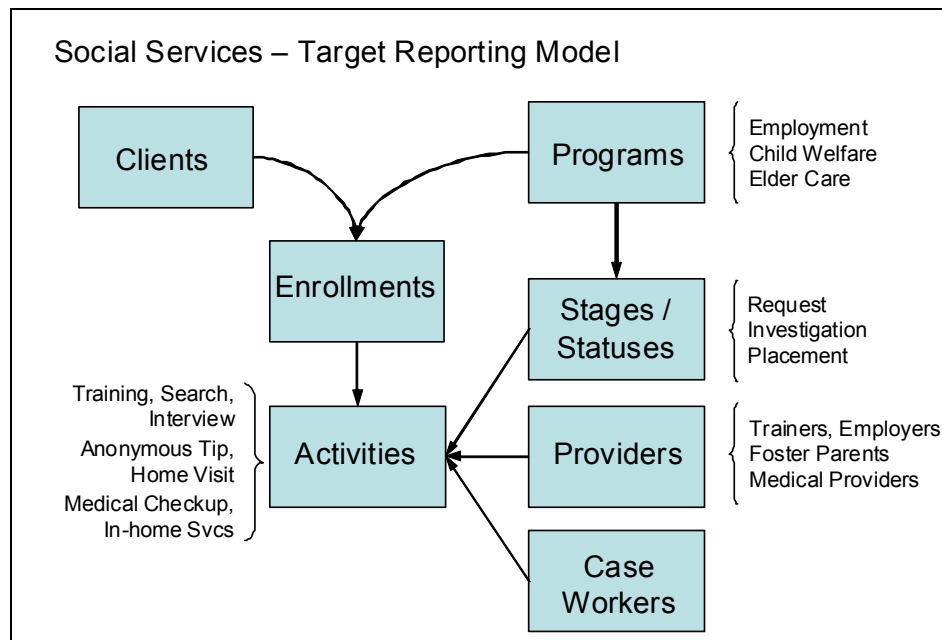 Social Services – Target Reporting Model
Clients
Programs
Employment
Child Welfare
Elder Care
Enrollments
Stages /
Statuses
Request
Investigation
Placement
Training, Search,
Interview
Anonymous Tip,
Home Visit
Medical Checkup,
In-home Svcs
Activities
Providers
Trainers, Employers
Foster Parents
Medical Providers
Case
Workers